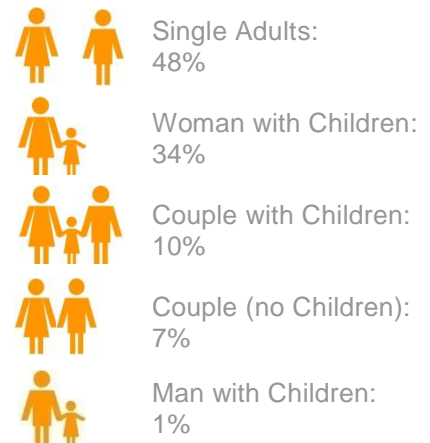 Single Adults:
48%
Woman with Children:
34%
Couple with Children:
10%
Couple (no Children):
7%
Man with Children:
1%